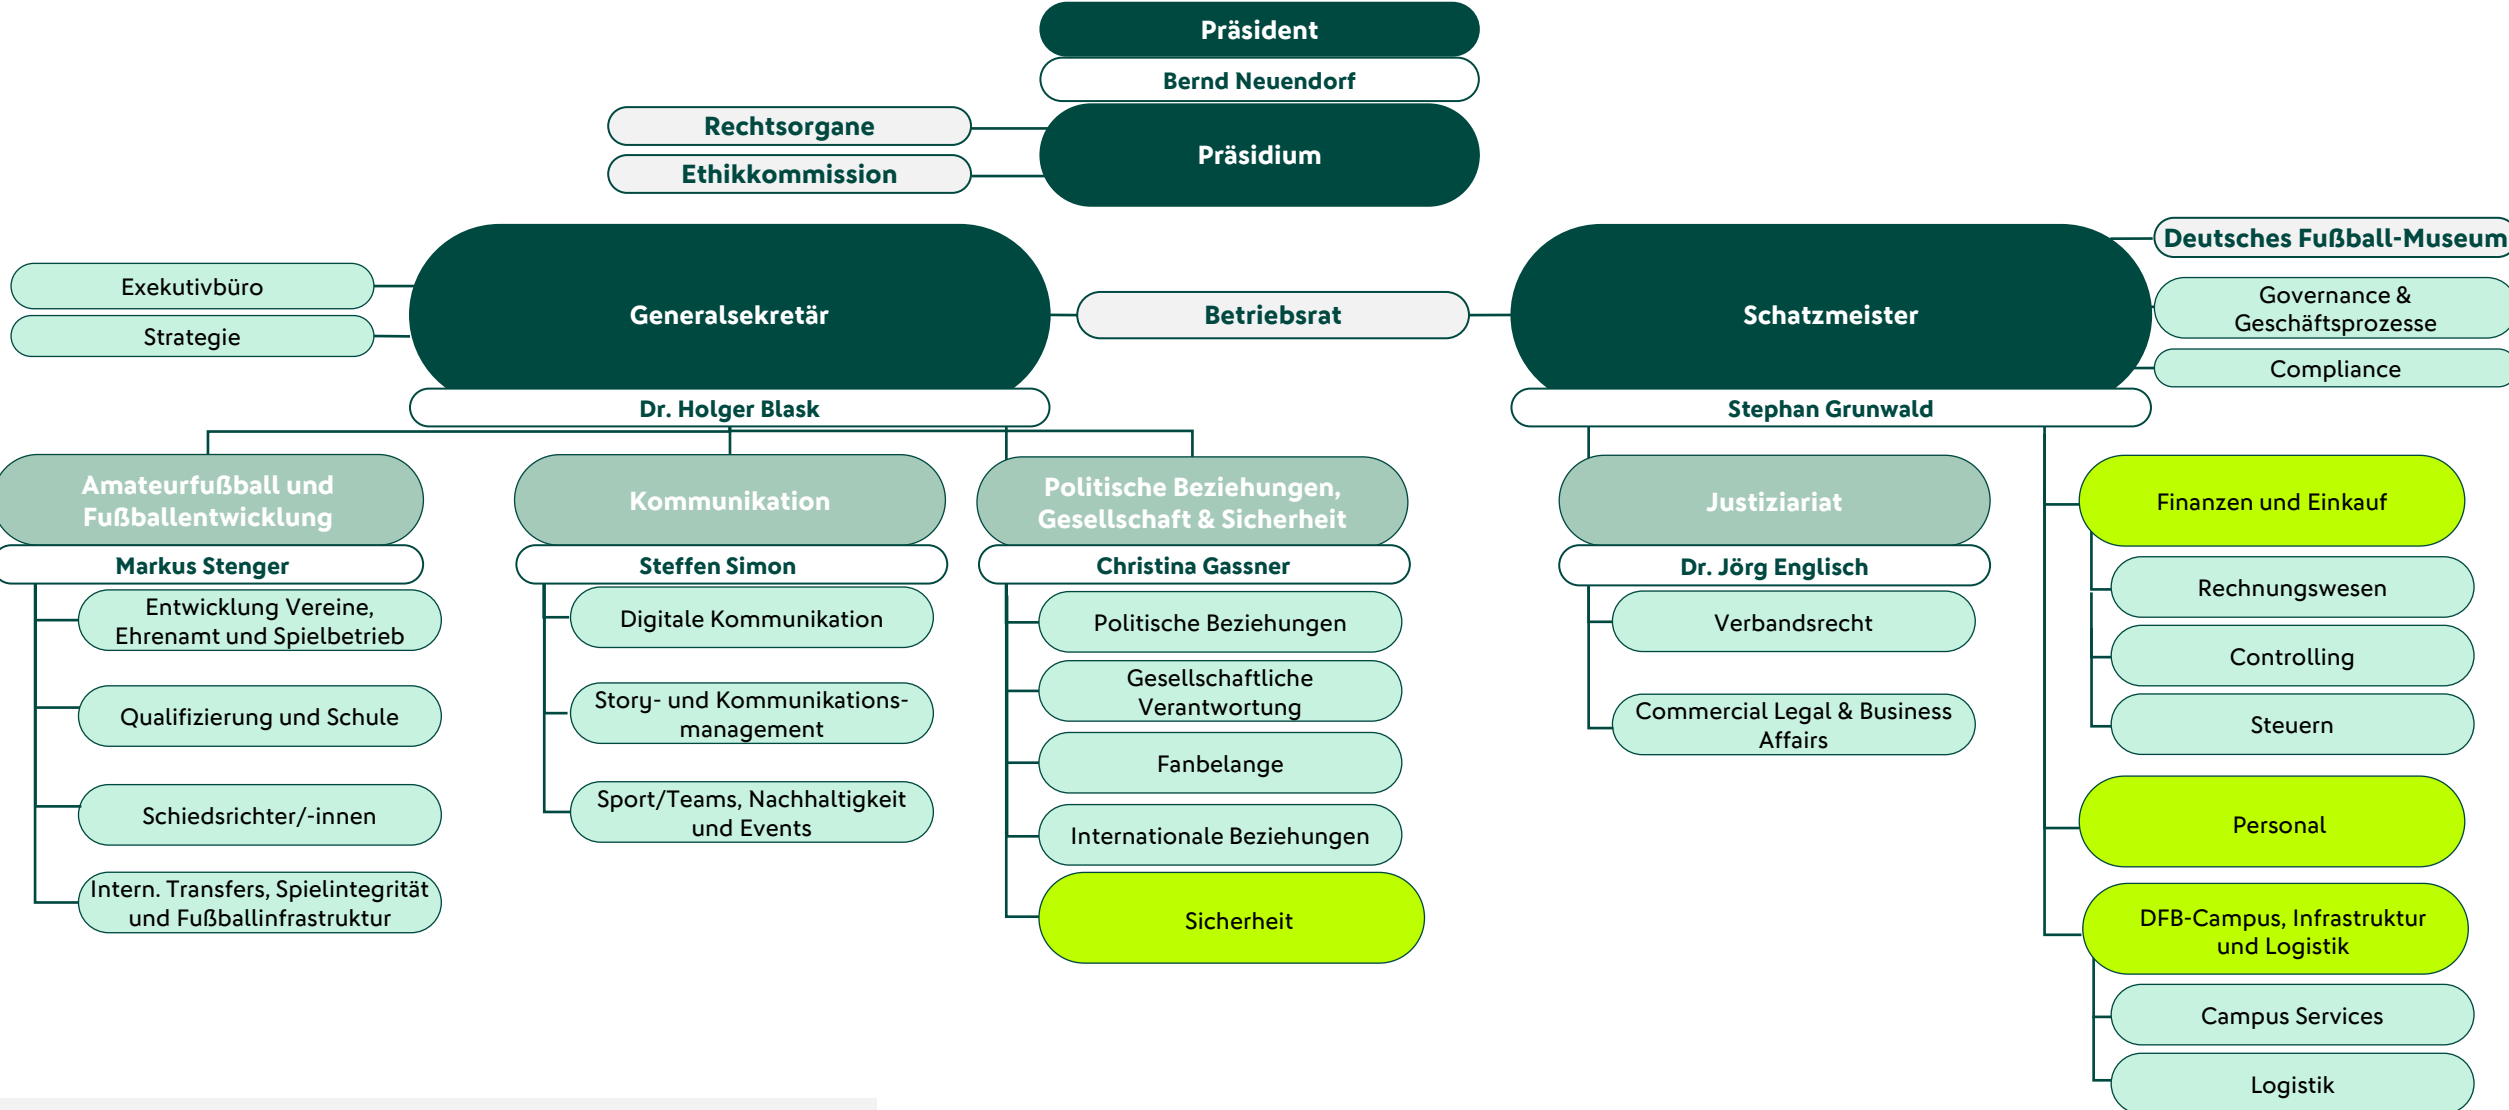 Präsident
Bernd Neuendorf
Rechtsorgane
Ethikkommission
Präsidium
Exekutivbüro
Strategie
Generalsekretär
Dr. Holger Blask
Betriebsrat
Schatzmeister
Stephan Grunwald
Deutsches Fußball-Museum
Governance &
Geschäftsprozesse
Compliance
Amateurfußball und
Fußballentwicklung
Markus Stenger
Entwicklung Vereine,
Ehrenamt und Spielbetrieb
Qualifizierung und Schule
Schiedsrichter/-innen
Intern. Transfers, Spielintegrität
und Fußballinfrastruktur
Kommunikation
Steffen Simon
Digitale Kommunikation
Story- und Kommunikations-
management
Sport/Teams, Nachhaltigkeit
und Events
Politische Beziehungen,
Gesellschaft & Sicherheit
Christina Gassner
Politische Beziehungen
Gesellschaftliche
Verantwortung
Fanbelange
Internationale Beziehungen
Sicherheit
Justiziariat
Dr. Jörg Englisch
Verbandsrecht
Commercial Legal & Business
Affairs
Finanzen und Einkauf
Rechnungswesen
Controlling
Steuern
Personal
DFB-Campus, Infrastruktur
und Logistik
Campus Services
Logistik